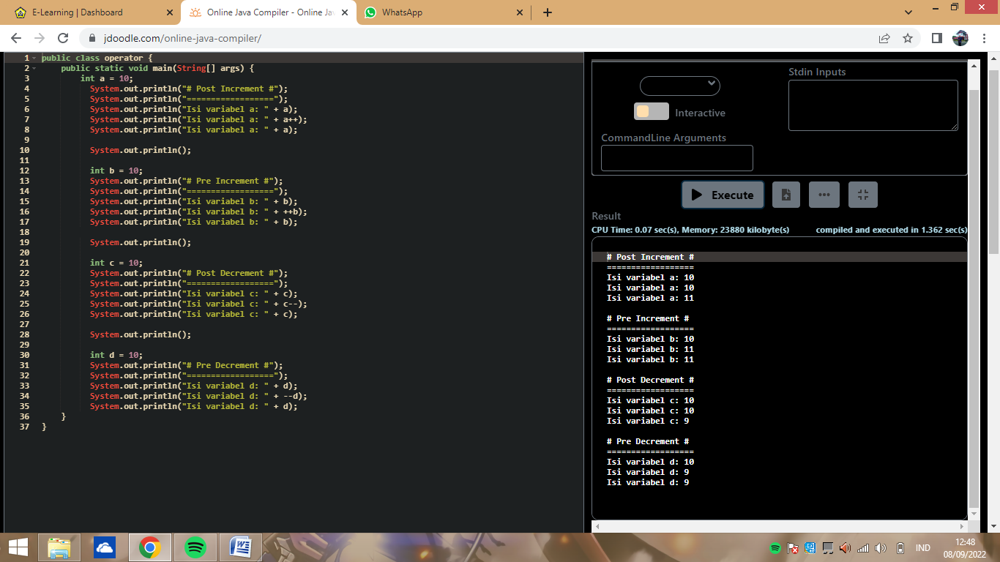 E-Learning | Dashboard
Online Java Compiler - Online Jav
WhatsApp
jdoodle.com/online-java-compiler/
1 public class operator {
2 public static void main(String[] args) {
3 int a = 10;
4 System.out.println("# Post Increment #");
5 System.out.println("==================");
6 System.out.println("Isi variabel a: " + a);
7 System.out.println("Isi variabel a: " + a++);
8 System.out.println("Isi variabel a: " + a);
9
10 System.out.println();
11
12 int b = 10;
13 System.out.println("# Pre Increment #");
14 System.out.println("==================");
15 System.out.println("Isi variabel b: " + b);
16 System.out.println("Isi variabel b: " + ++b);
17 System.out.println("Isi variabel b: " + b);
18
19 System.out.println();
20
21 int c = 10;
22 System.out.println("# Post Decrement #");
23 System.out.println("==================");
24 System.out.println("Isi variabel c: " + c);
25 System.out.println("Isi variabel c: " + c--);
26 System.out.println("Isi variabel c: " + c);
27
28 System.out.println();
29
30 int d = 10;
31 System.out.println("# Pre Decrement #");
32 System.out.println("==================");
33 System.out.println("Isi variabel d: " + d);
34 System.out.println("Isi variabel d: " + --d);
35 System.out.println("Isi variabel d: " + d);
36 }
37 }
Stdin Inputs
Interactive
CommandLine Arguments
Execute
Result
CPU Time: 0.07 sec(s), Memory: 23880 kilobyte(s) compiled and executed in 1.362 sec(s)
# Post Increment #
==================
Isi variabel a: 10
Isi variabel a: 10
Isi variabel a: 11
# Pre Increment #
==================
Isi variabel b: 10
Isi variabel b: 11
Isi variabel b: 11
# Post Decrement #
==================
Isi variabel c: 10
Isi variabel c: 10
Isi variabel c: 9
# Pre Decrement #
==================
Isi variabel d: 10
Isi variabel d: 9
Isi variabel d: 9
IND
12:48
08/09/2022